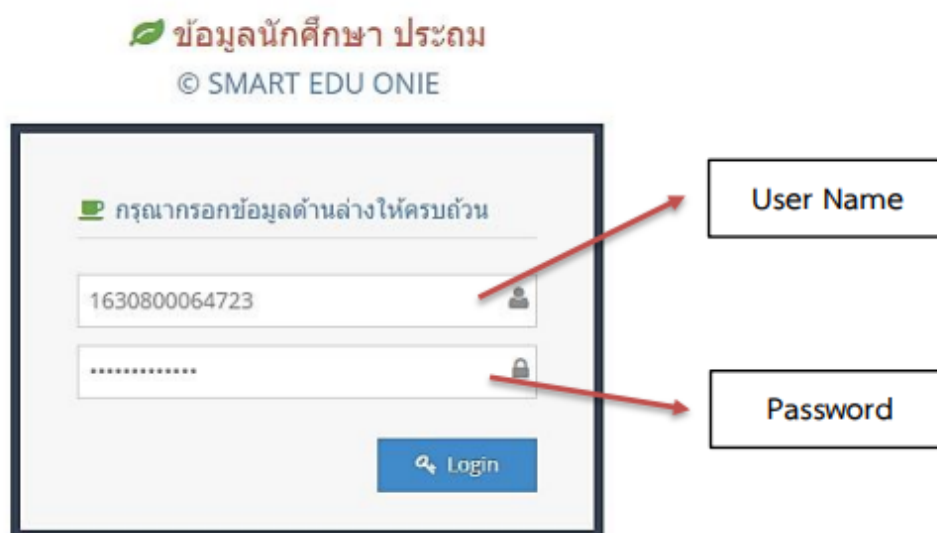 ข้อมูลนักศึกษา ประถม
© SMART EDU ONIE
กรุณากรอกข้อมูลด้านล่างให้ครบถ้วน
1630800064723
•••••••••••••
Login
User Name
Password